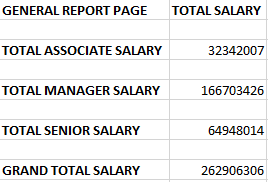 GENERAL REPORT PAGE TOTAL SALARY
TOTAL ASSOCIATE SALARY 32342007
TOTAL MANAGER SALARY 166703426
TOTAL SENIOR SALARY 64948014
GRAND TOTAL SALARY 262906306